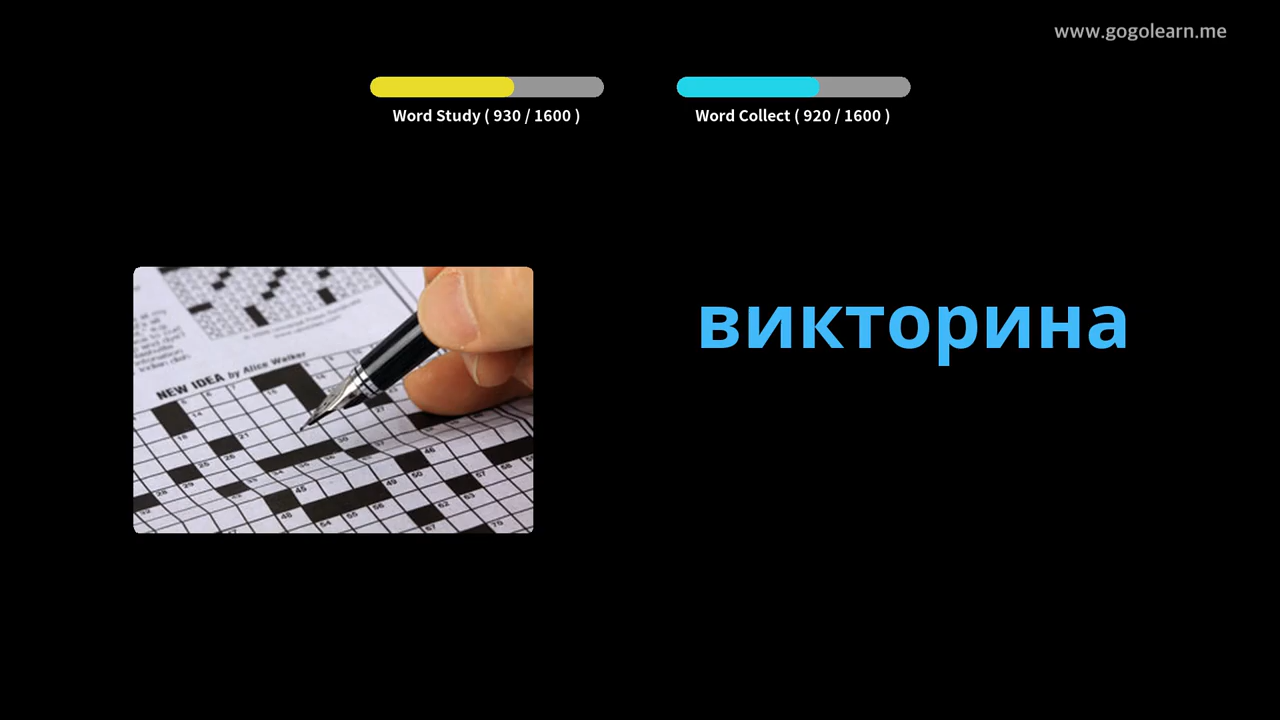 www.gogolearn.me
Word Study ( 930 / 1600 )
Word Collect ( 920 / 1600 )
викторина
NEW IDEA by Alice Walker